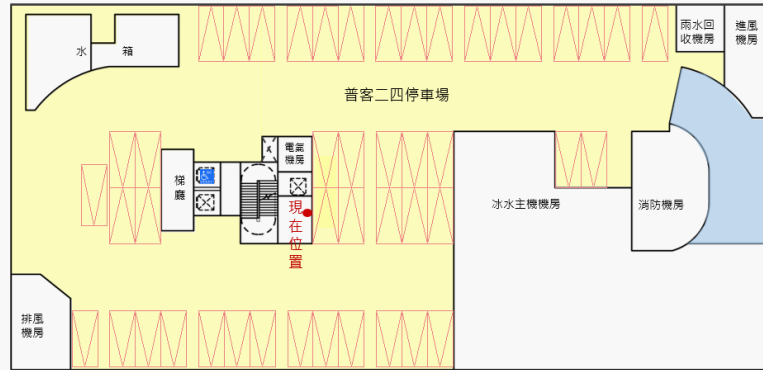 雨水回
收機房
進風
機房
水 箱
普客二四停車場
電氣
機房
梯
廳
現
在
位
置
冰水主機機房
消防機房
排風
機房